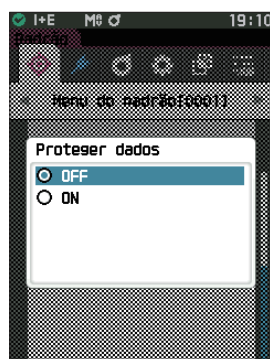 I+E M 19:10
Padrão
Menu do padrão[0001]
Proteger dados
OFF
ON